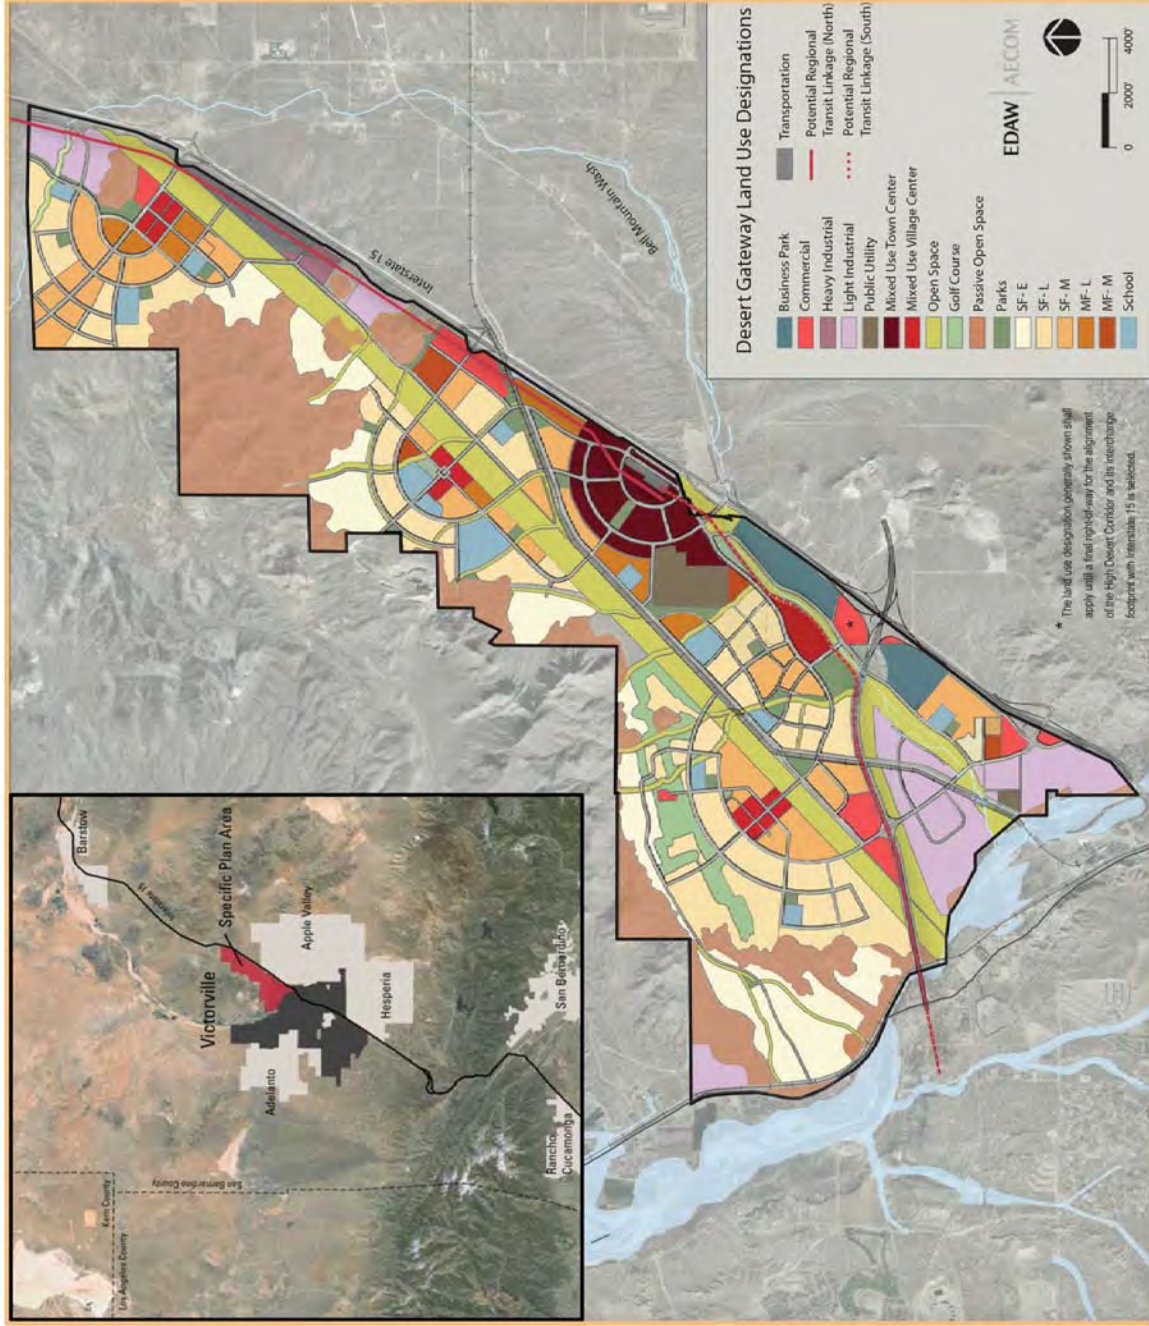 Desert Gateway Land Use Designations
Business Park
Commercial
Heavy Industrial
Light Industrial
Public Utility
Mixed Use Town Center
Mixed Use Village Center
Open Space
Golf Course
Passive Open Space
Parks
SF- E
SF- L
SF- M
MF- L
MF- M
School
Transportation
Potential Regional
Transit Linkage (North)
Potential Regional
Transit Linkage (South)
EDAW AECOM
0 2000' 4000'
* The land use designation generally shown shall
apply until a final right-of-way for the alignment
of the High Desert Corridor and its interchange
footprint with Interstate 15 is selected.
Interstate 15
Bell Mountain Wash
*
Barstow
Interstate 15
Specific Plan Area
Victorville
Apple Valley
Adelanto
Hesperia
San Bernardino
Rancho
Cucamonga
Kern County
Los Angeles County
San Bernardino County